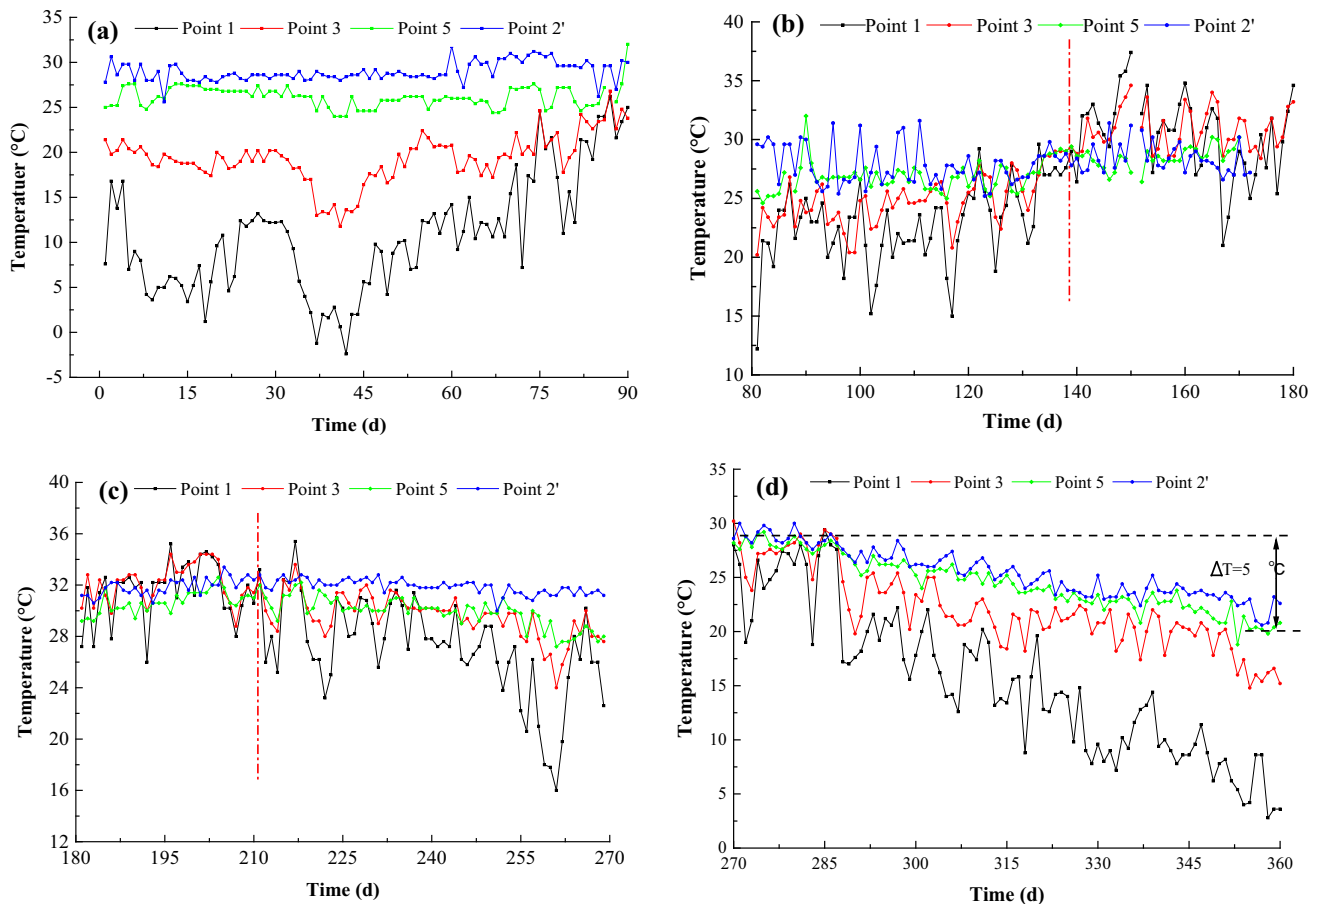 (a) Point 1 Point 3 Point 5 Point 2'
35
30
25
20
15
10
5
0
-5
0 15 30 45 60 75 90
Temperatuer (°C)
Time (d)
(b) Point 1 Point 3 Point 5 Point 2'
40
35
30
25
20
15
10
80 100 120 140 160 180
Temperature (°C)
Time (d)
(c) Point 1 Point 3 Point 5 Point 2'
40
36
32
28
24
20
16
12
180 195 210 225 240 255 270
Temperature (°C)
Time (d)
(d) Point 1 Point 3 Point 5 Point 2'
35
30
25
20
15
10
5
0
270 285 300 315 330 345 360
ΔT=5 °C
Temperature (°C)
Time (d)